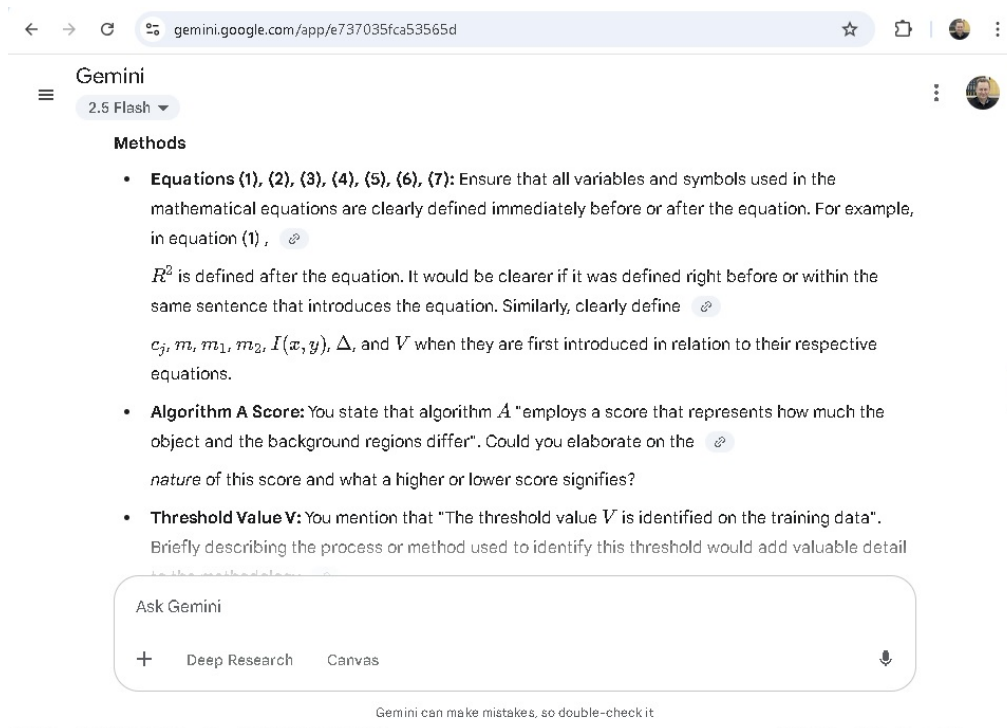 gemini.google.com/app/e737035fca53565d
Gemini
2.5 Flash
Methods
• Equations (1), (2), (3), (4), (5), (6), (7): Ensure that all variables and symbols used in the
mathematical equations are clearly defined immediately before or after the equation. For example,
in equation (1) ,
R² is defined after the equation. It would be clearer if it was defined right before or within the
same sentence that introduces the equation. Similarly, clearly define
cⱼ, m, m₁, m₂, I(x, y), Δ, and V when they are first introduced in relation to their respective
equations.
• Algorithm A Score: You state that algorithm A "employs a score that represents how much the
object and the background regions differ". Could you elaborate on the
nature of this score and what a higher or lower score signifies?
• Threshold Value V: You mention that "The threshold value V is identified on the training data".
Briefly describing the process or method used to identify this threshold would add valuable detail
to the methodology.
Ask Gemini
Deep Research Canvas
Gemini can make mistakes, so double-check it